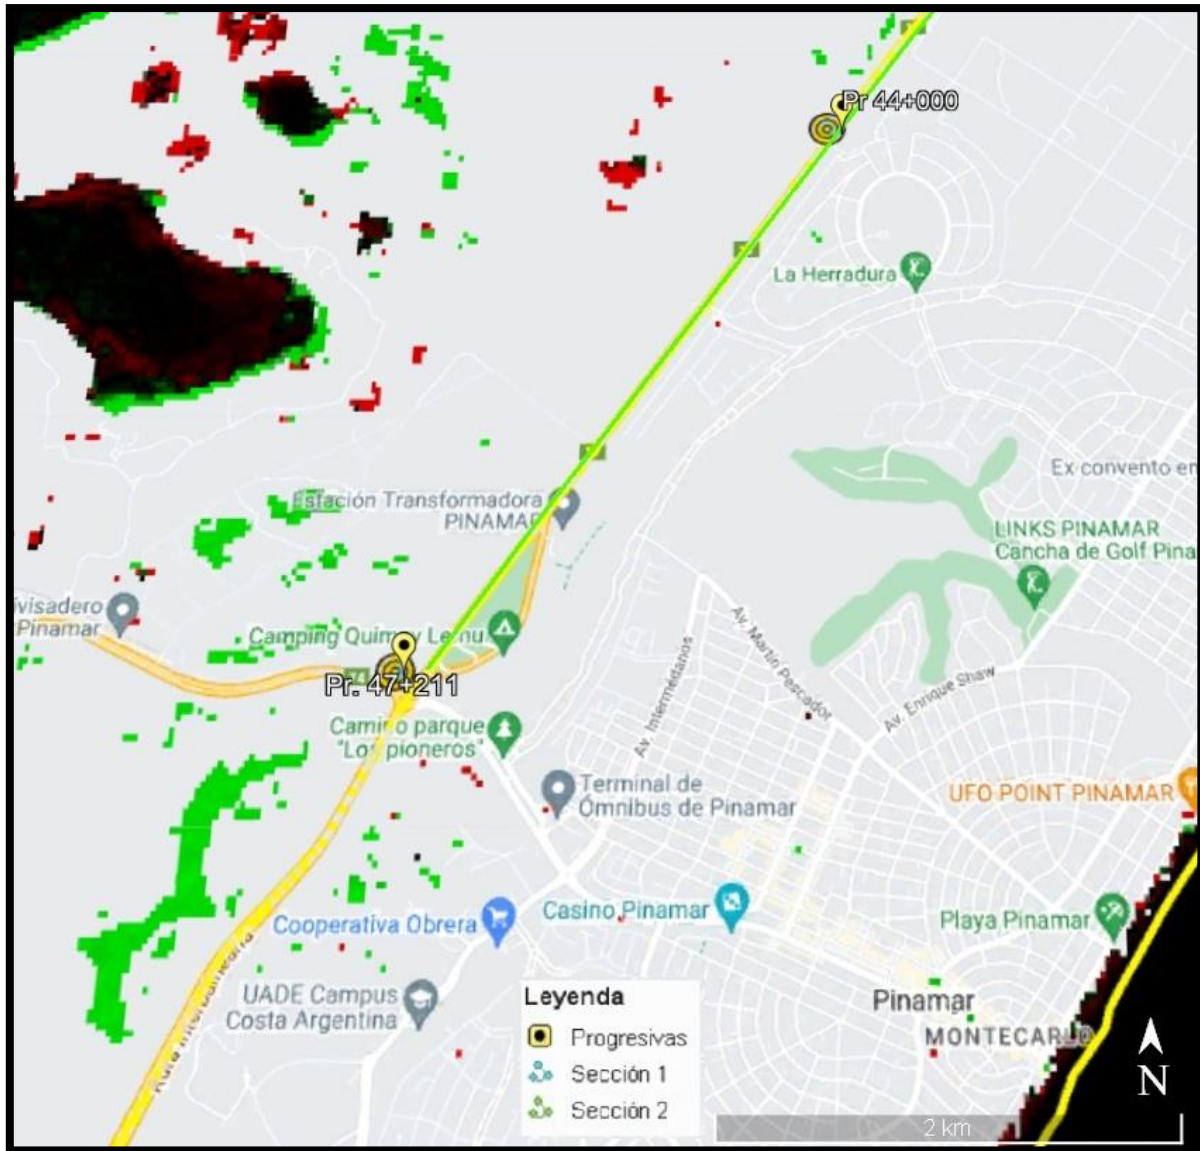 Pr 44+000
La Herradura
Ex convento en
Estación Transformadora
PINAMAR
LINKS PINAMAR
Cancha de Golf Pina
ivisadero
Pinamar
Camping Quimey Lemu
Av. Martín Pescador
Av. Intermédanos
Av. Enrique Shaw
74
Pr. 47+211
Camino parque
"Los pioneros"
Terminal de
Ómnibus de Pinamar
UFO POINT PINAMAR
Cooperativa Obrera
Casino Pinamar
Playa Pinamar
UADE Campus
Costa Argentina
Pinamar
MONTECARLO
Leyenda
Progresivas
Sección 1
Sección 2
N
2 km